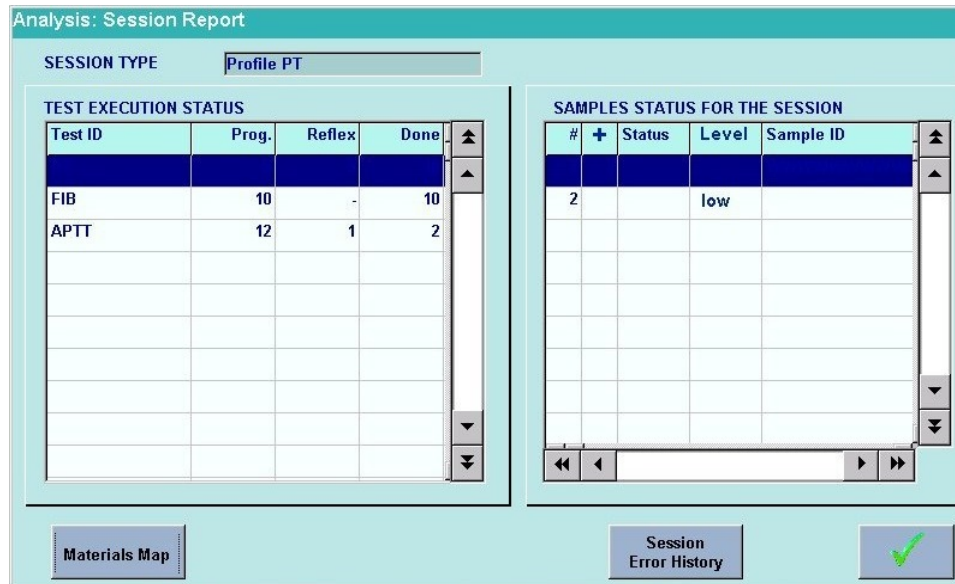 Analysis: Session Report
SESSION TYPE Profile PT
TEST EXECUTION STATUS
Test ID Prog. Reflex Done
FIB 10 - 10
APTT 12 1 2
SAMPLES STATUS FOR THE SESSION
# + Status Level Sample ID
2 low
Materials Map
Session
Error History